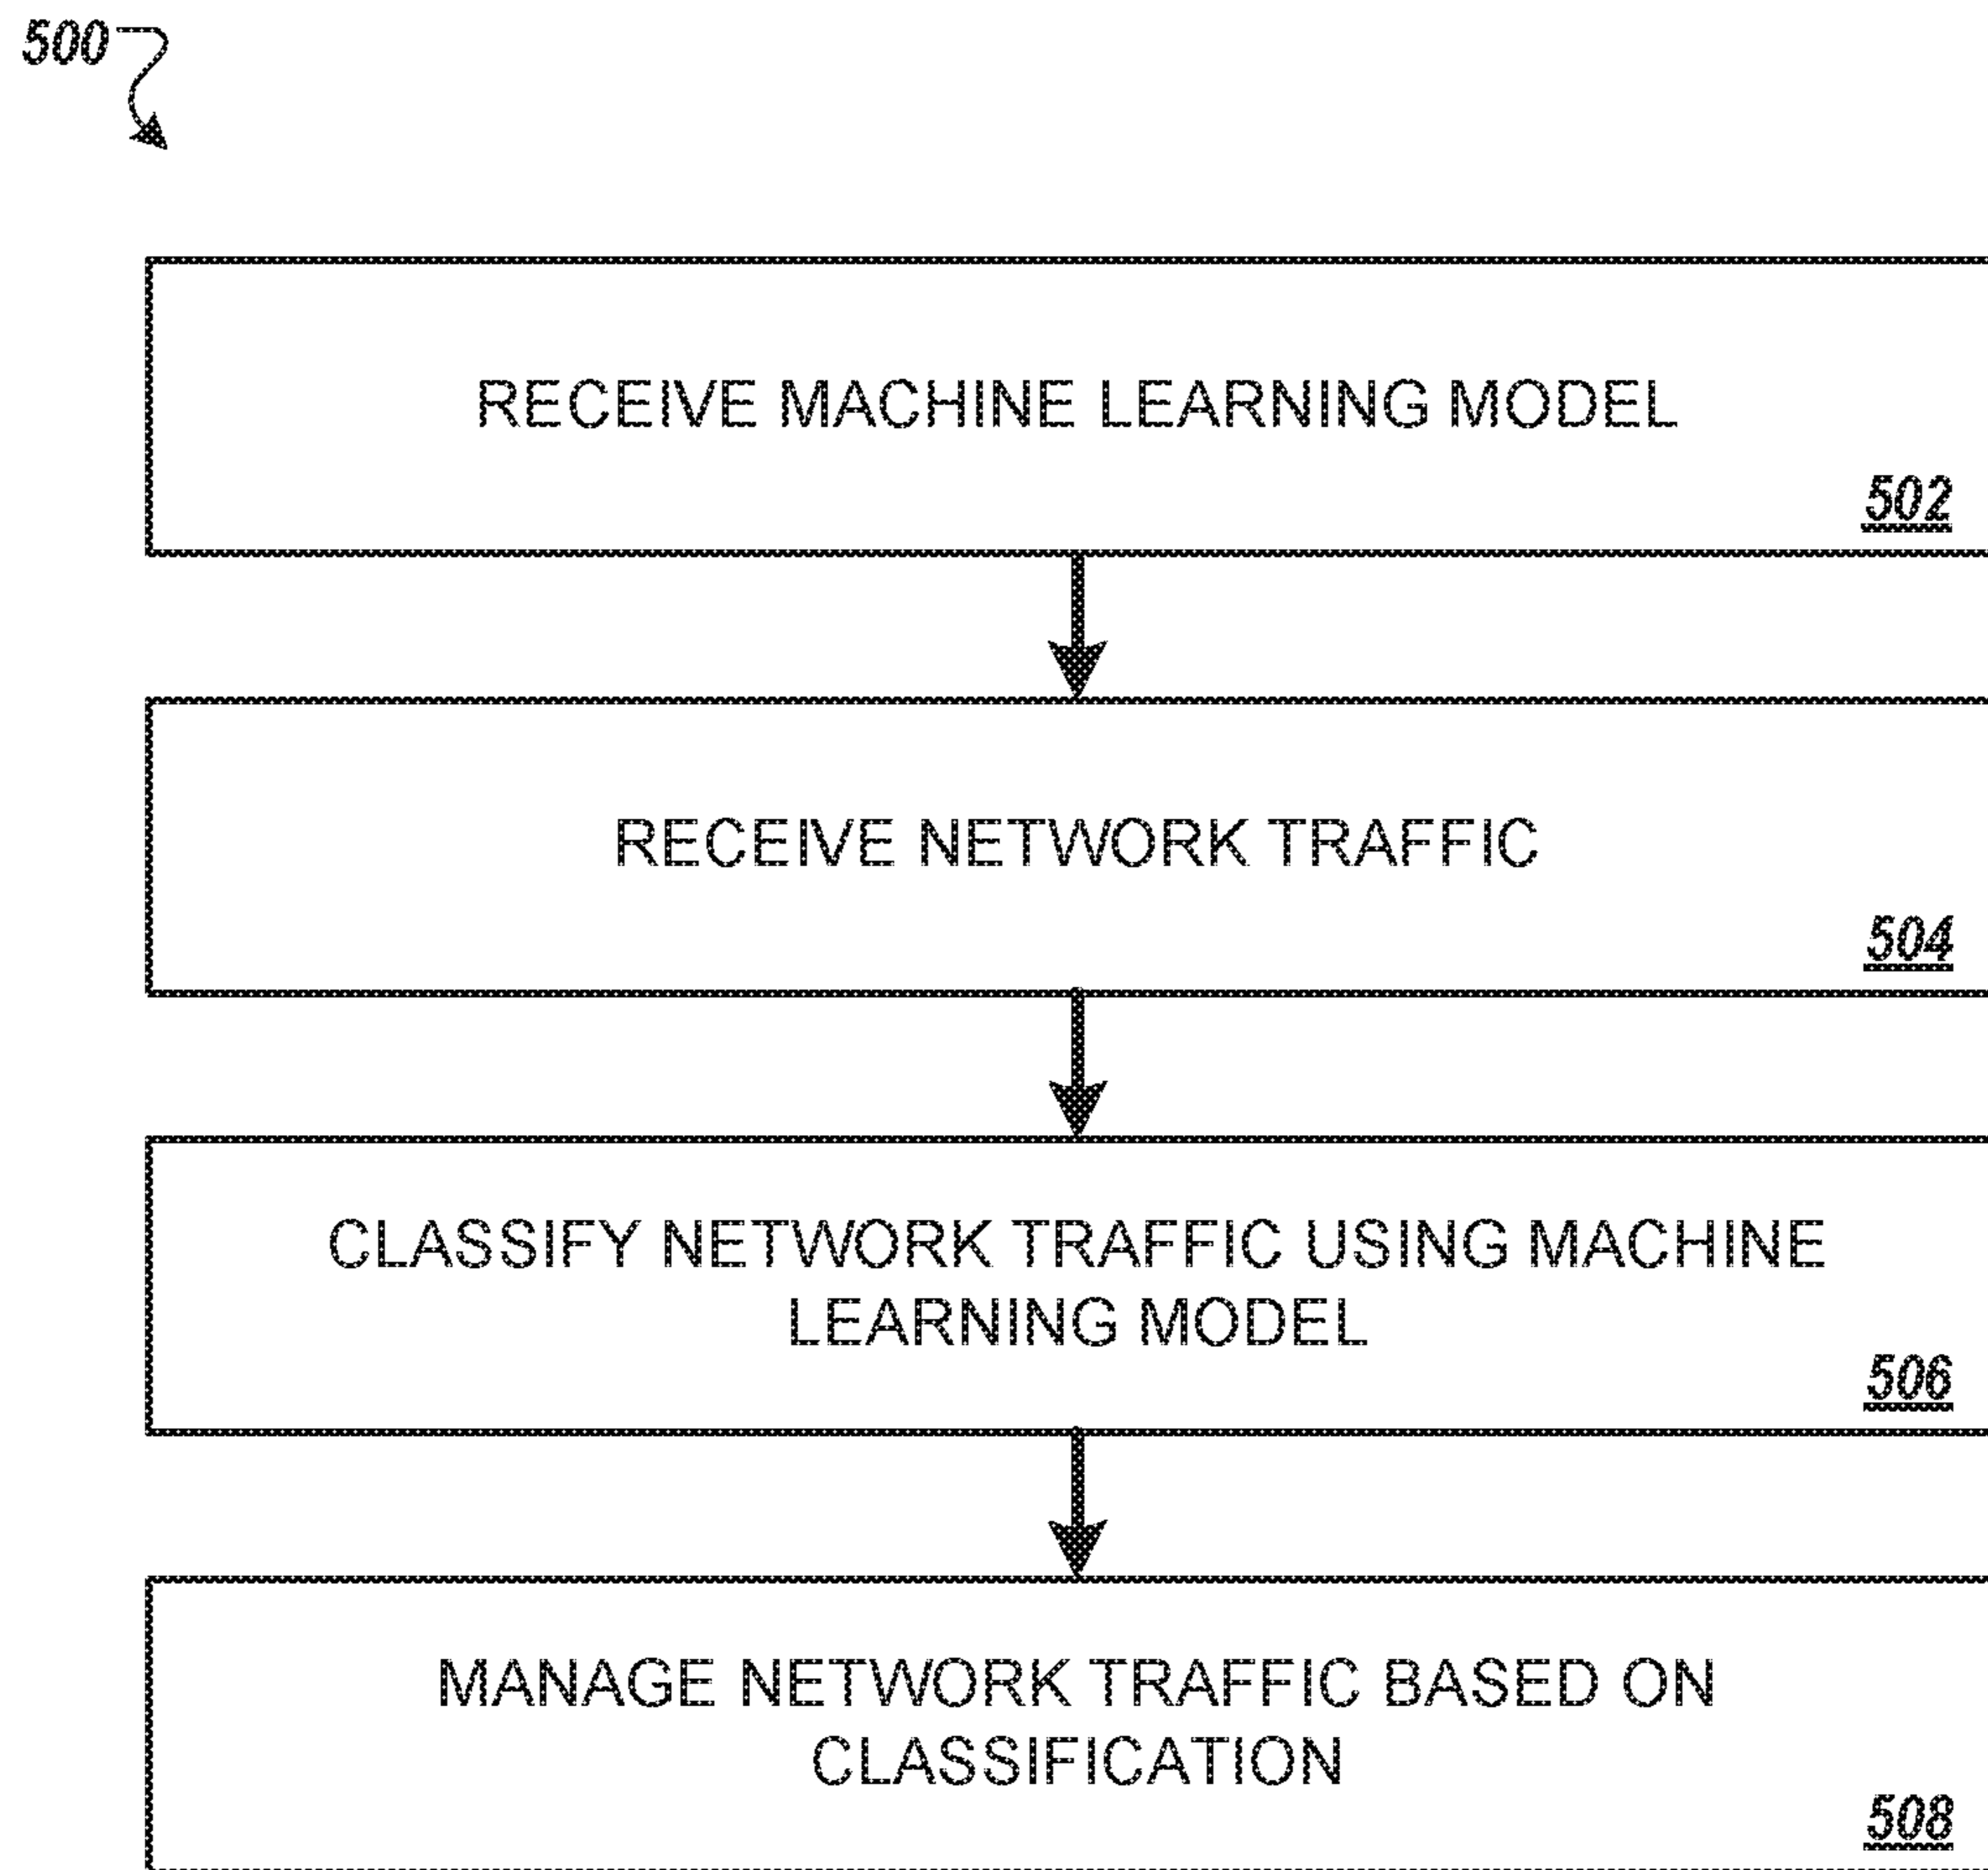 500
RECEIVE MACHINE LEARNING MODEL
502
RECEIVE NETWORK TRAFFIC
504
CLASSIFY NETWORK TRAFFIC USING MACHINE
LEARNING MODEL
506
MANAGE NETWORK TRAFFIC BASED ON
CLASSIFICATION
508